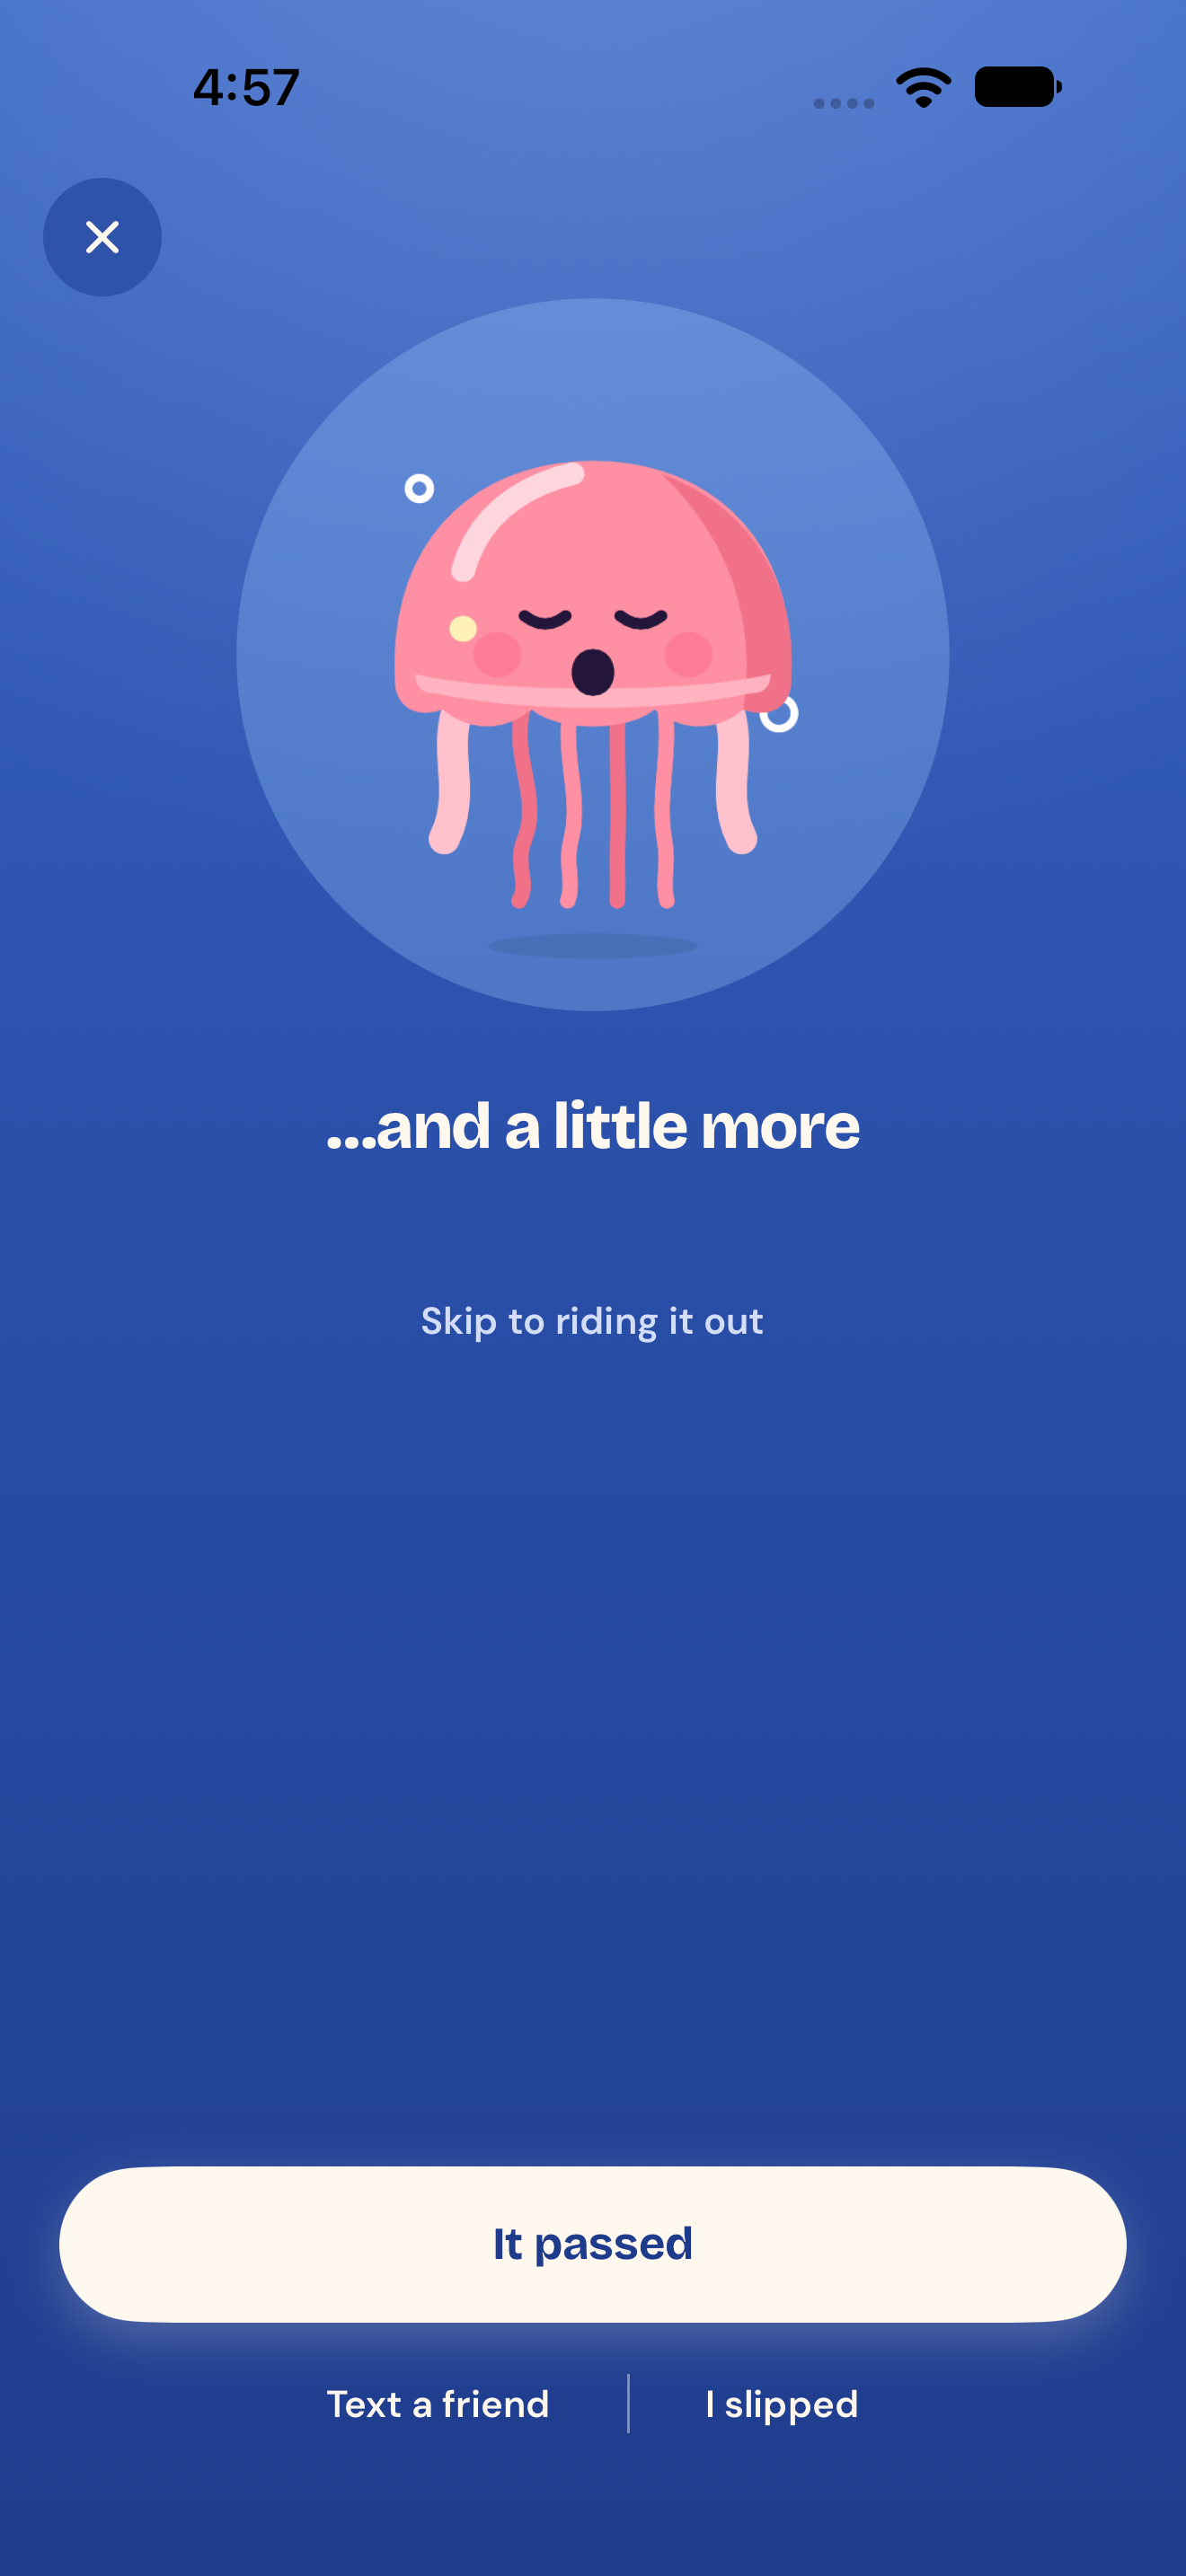 4:57
...and a little more
Skip to riding it out
It passed
Text a friend
I slipped